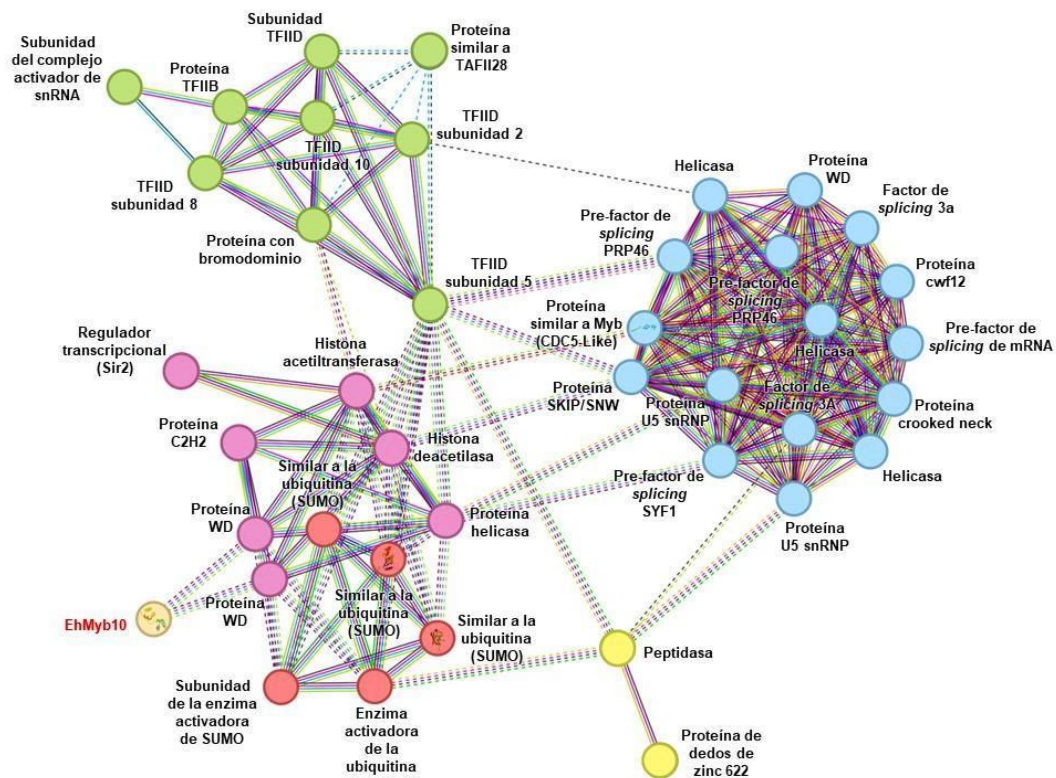 Subunidad
del complejo
activador de
snRNA
Subunidad
TFIID
Proteína
similar a
TAFII28
Proteína
TFIIB
TFIID
subunidad 10
TFIID
subunidad 2
TFIID
subunidad 8
Proteína con
bromodominio
TFIID
subunidad 5
Helicasa
Proteína
WD
Factor de
splicing 3a
Pre-factor de
splicing
PRP46
Pre-factor de
splicing
PRP46
Proteína
cwf12
Proteína
similar a Myb
(CDC5-Like)
Helicasa
Pre-factor de
splicing de mRNA
Proteína
SKIP/SNW
Proteína
U5 snRNP
Factor de
splicing 3A
Proteína
crooked neck
Pre-factor de
splicing
SYF1
Helicasa
Proteína
U5 snRNP
Regulador
transcripcional
(Sir2)
Histona
acetiltransferasa
Proteína
C2H2
Histona
deacetilasa
Similar a la
ubiquitina
(SUMO)
Proteína
WD
Proteína
helicasa
EhMyb10
Proteína
WD
Similar a la
ubiquitina
(SUMO)
Similar a la
ubiquitina
(SUMO)
Subunidad
de la enzima
activadora
de SUMO
Enzima
activadora
de la
ubiquitina
Peptidasa
Proteína de
dedos de
zinc 622